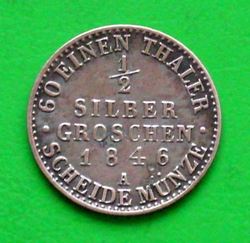 60 EINEN THALER
1/2
SILBER
GROSCHEN
1846
A
SCHEIDE MÜNZE